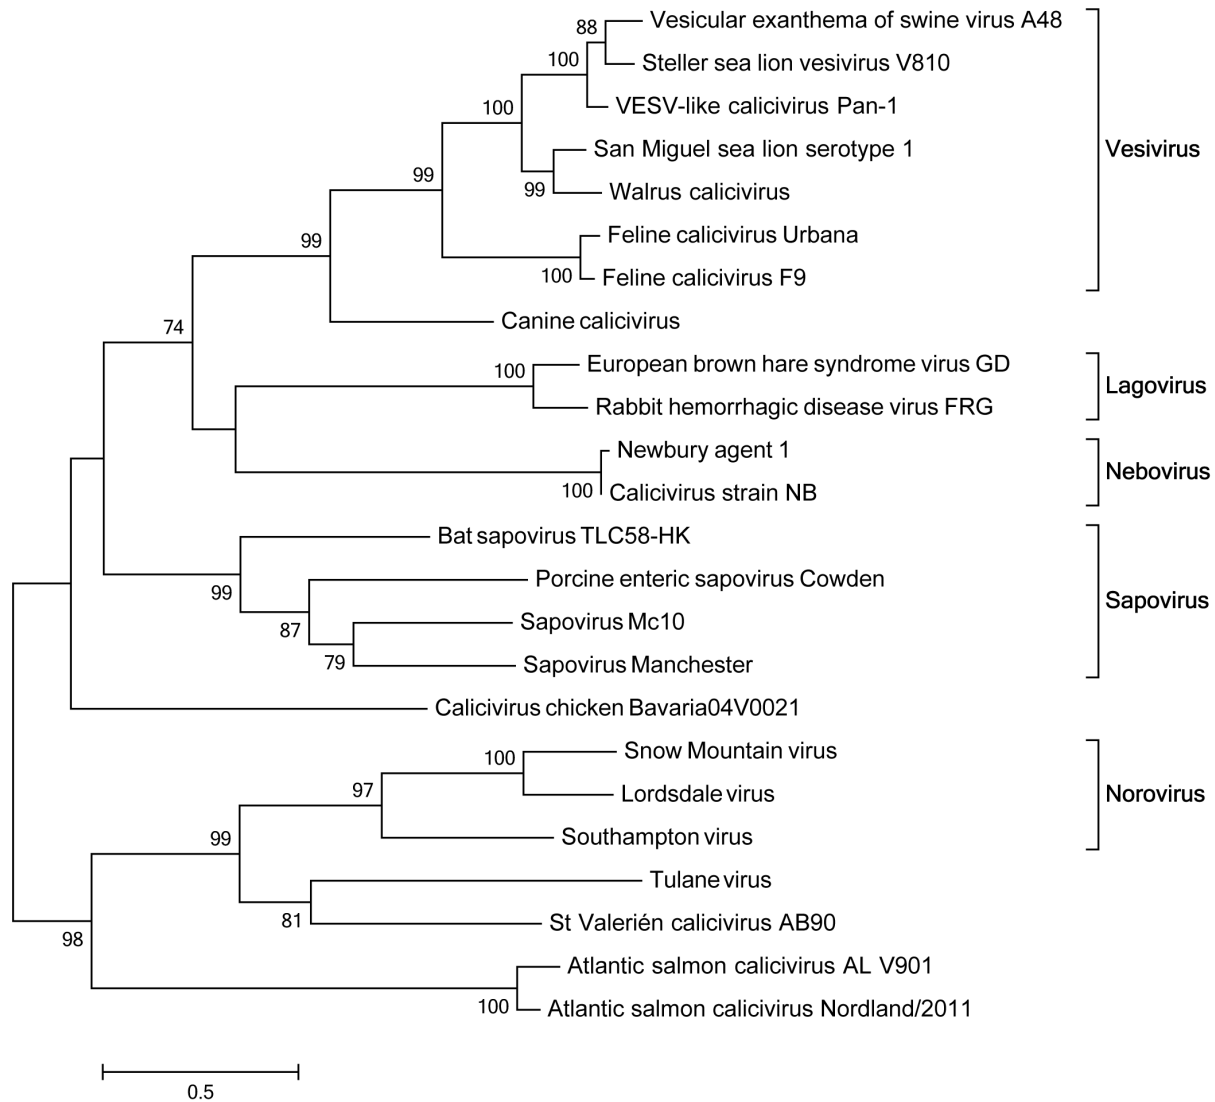 Vesicular exanthema of swine virus A48
88
Steller sea lion vesivirus V810
100
VESV-like calicivirus Pan-1
100
San Miguel sea lion serotype 1
Vesivirus
99
Walrus calicivirus
99
Feline calicivirus Urbana
99
Feline calicivirus F9
100
Canine calicivirus
74
European brown hare syndrome virus GD
100
Lagovirus
Rabbit hemorrhagic disease virus FRG
Newbury agent 1
Nebovirus
Calicivirus strain NB
100
Bat sapovirus TLC58-HK
Porcine enteric sapovirus Cowden
99
Sapovirus
Sapovirus Mc10
87
Sapovirus Manchester
79
Calicivirus chicken Bavaria04V0021
Snow Mountain virus
100
Lordsdale virus
97
Norovirus
Southampton virus
99
Tulane virus
St Valerién calicivirus AB90
81
98
Atlantic salmon calicivirus AL V901
Atlantic salmon calicivirus Nordland/2011
100
0.5